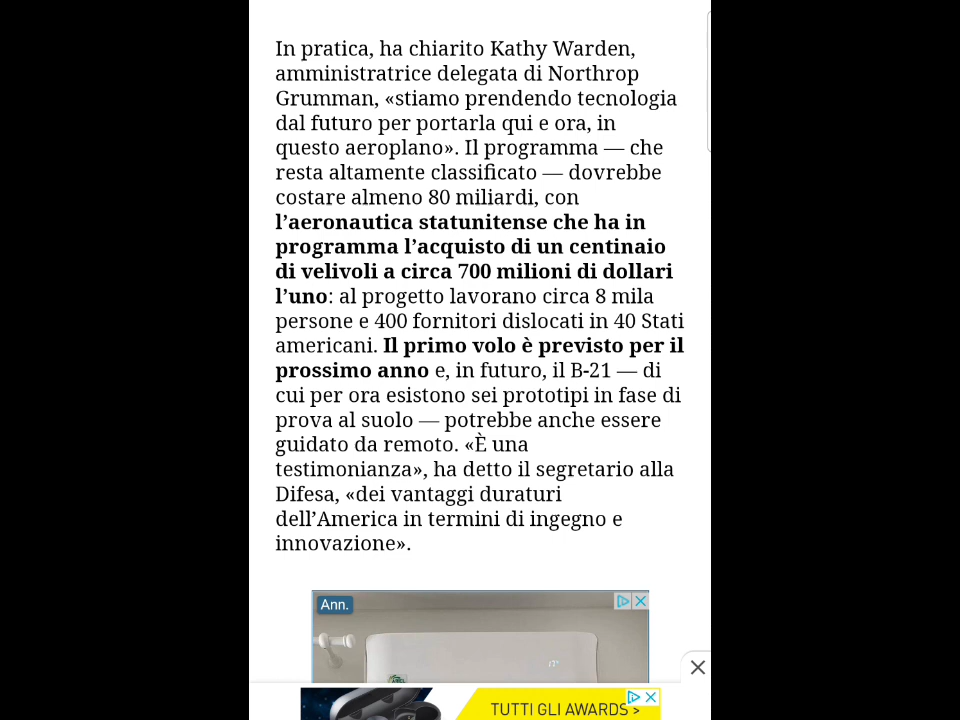 In pratica, ha chiarito Kathy Warden,
amministratrice delegata di Northrop
Grumman, «stiamo prendendo tecnologia
dal futuro per portarla qui e ora, in
questo aeroplano». Il programma — che
resta altamente classificato — dovrebbe
costare almeno 80 miliardi, con
l’aeronautica statunitense che ha in
programma l’acquisto di un centinaio
di velivoli a circa 700 milioni di dollari
l’uno: al progetto lavorano circa 8 mila
persone e 400 fornitori dislocati in 40 Stati
americani. Il primo volo è previsto per il
prossimo anno e, in futuro, il B-21 — di
cui per ora esistono sei prototipi in fase di
prova al suolo — potrebbe anche essere
guidato da remoto. «È una
testimonianza», ha detto il segretario alla
Difesa, «dei vantaggi duraturi
dell’America in termini di ingegno e
innovazione».
Ann.
TUTTI GLI AWARDS >